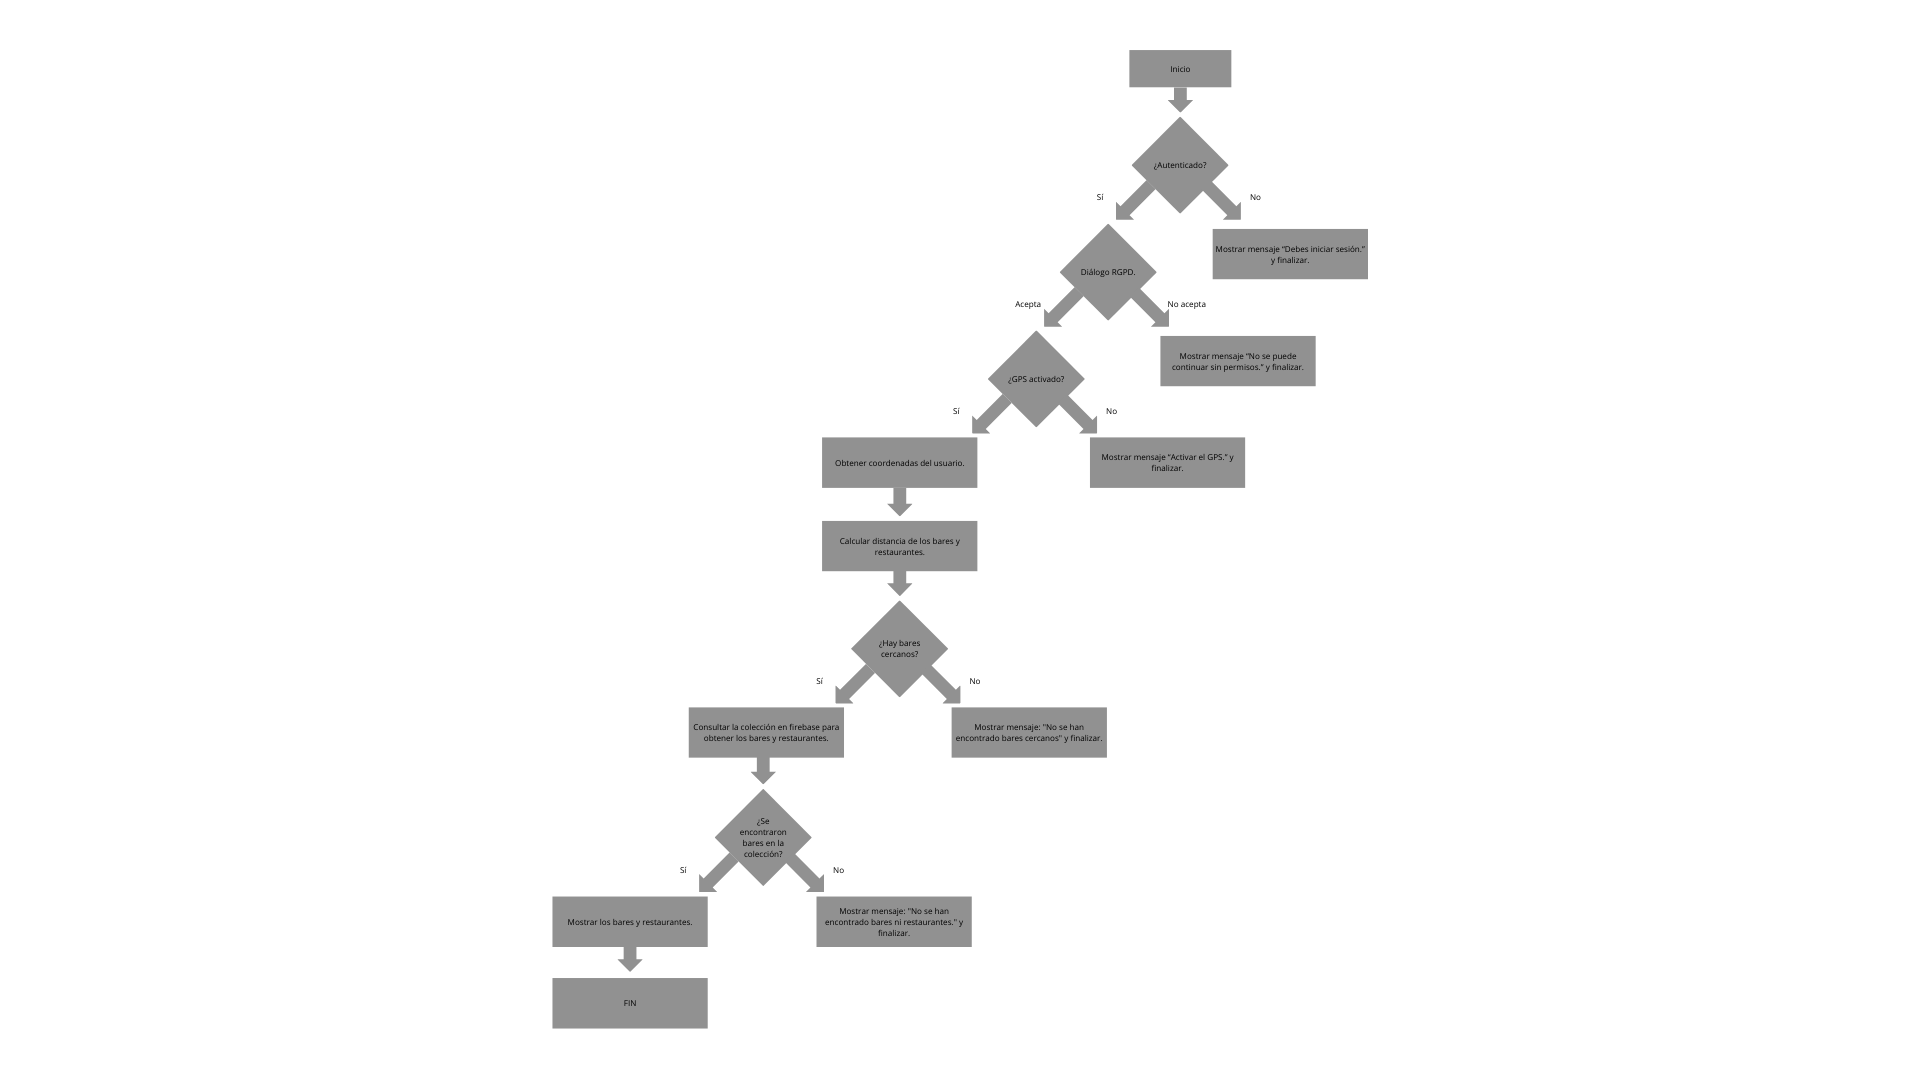 Inicio
¿Autenticado?
Sí
No
Mostrar mensaje “Debes iniciar sesión.”
y finalizar.
Diálogo RGPD.
Acepta
No acepta
Mostrar mensaje “No se puede
continuar sin permisos.” y finalizar.
¿GPS activado?
Sí
No
Obtener coordenadas del usuario.
Mostrar mensaje “Activar el GPS.” y
finalizar.
Calcular distancia de los bares y
restaurantes.
¿Hay bares
cercanos?
Sí
No
Consultar la colección en firebase para
obtener los bares y restaurantes.
Mostrar mensaje: "No se han
encontrado bares cercanos" y finalizar.
¿Se
encontraron
bares en la
colección?
Sí
No
Mostrar los bares y restaurantes.
Mostrar mensaje: "No se han
encontrado bares ni restaurantes." y
finalizar.
FIN